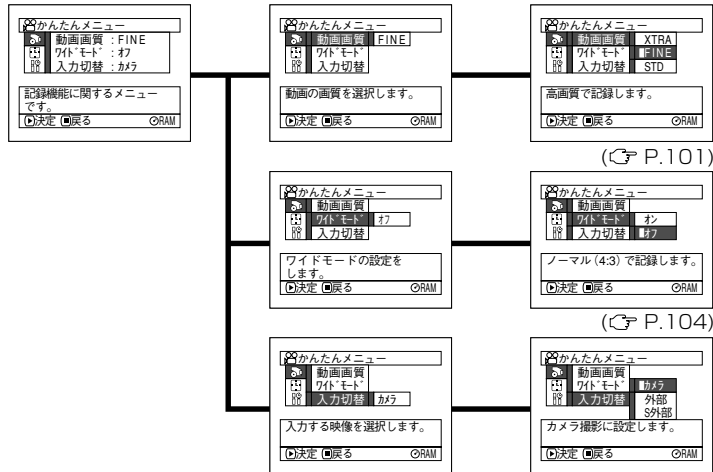 かんたんメニュー
動画画質 : FINE
ワイドモード : オフ
入力切替 : カメラ
記録機能に関するメニュー
です。
決定 戻る RAM
かんたんメニュー
動画画質 FINE
ワイドモード
入力切替
動画の画質を選択します。
決定 戻る RAM
かんたんメニュー
動画画質 XTRA
ワイドモード FINE
入力切替 STD
高画質で記録します。
決定 戻る RAM
(P.101)
かんたんメニュー
動画画質
ワイドモード オフ
入力切替
ワイドモードの設定を
します。
決定 戻る RAM
かんたんメニュー
動画画質
ワイドモード オン
入力切替 オフ
ノーマル(4:3)で記録します。
決定 戻る RAM
(P.104)
かんたんメニュー
動画画質
ワイドモード
入力切替 カメラ
入力する映像を選択します。
決定 戻る RAM
かんたんメニュー
動画画質
ワイドモード カメラ
入力切替 外部
S外部
カメラ撮影に設定します。
決定 戻る RAM